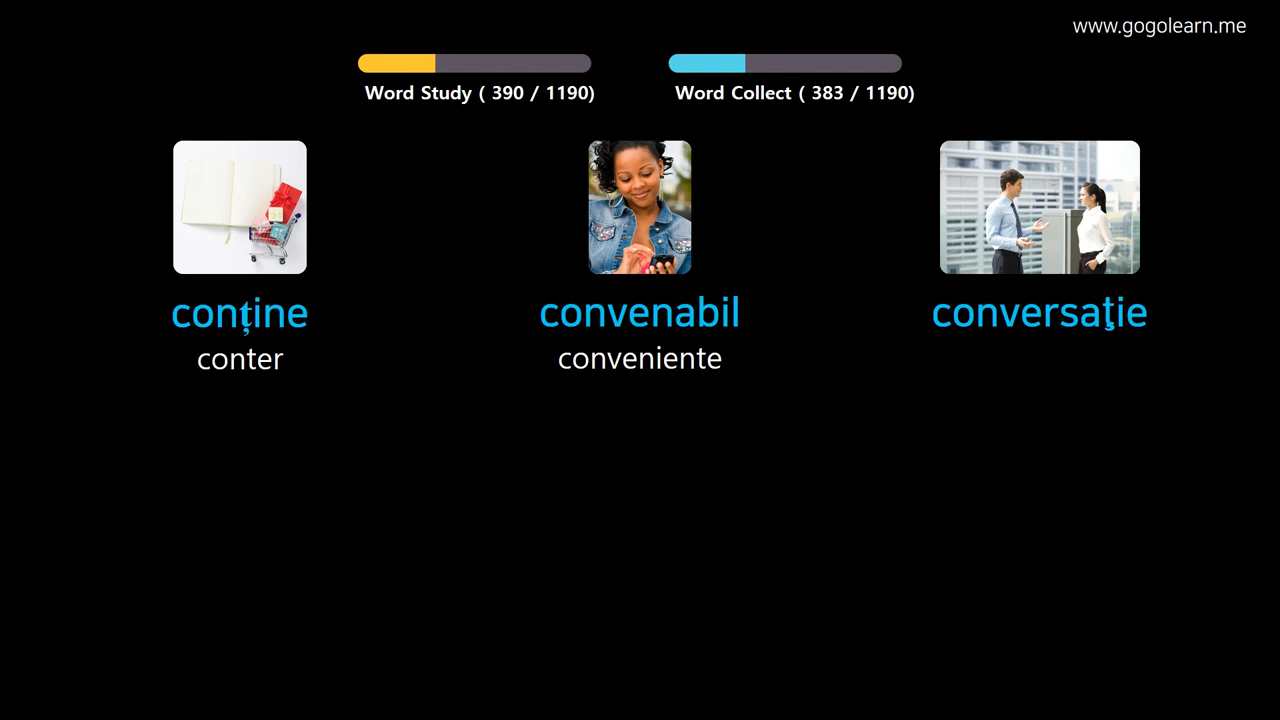 www.gogolearn.me
Word Study ( 390 / 1190)
Word Collect ( 383 / 1190)
conține
convenabil
conversaţie
conter
conveniente